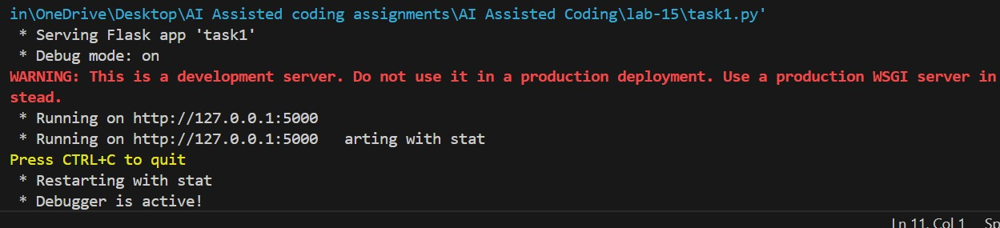 in\OneDrive\Desktop\AI Assisted coding assignments\AI Assisted Coding\lab-15\task1.py'
* Serving Flask app 'task1'
* Debug mode: on
WARNING: This is a development server. Do not use it in a production deployment. Use a production WSGI server in
stead.
* Running on http://127.0.0.1:5000
* Running on http://127.0.0.1:5000   arting with stat
Press CTRL+C to quit
* Restarting with stat
* Debugger is active!
Ln 11, Col 1   Sp